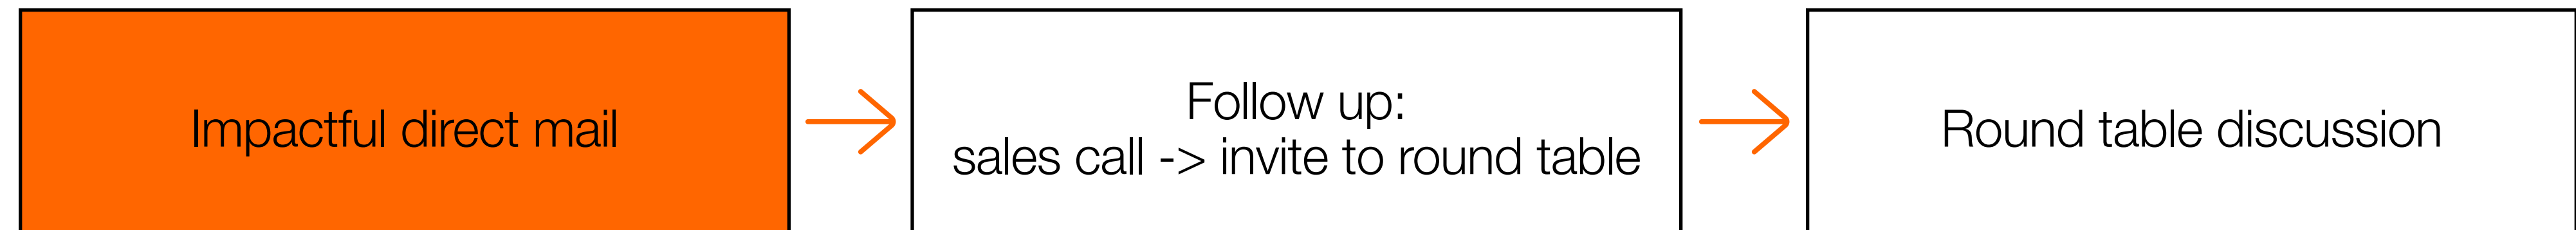 Impactful direct mail
Follow up:
sales call -> invite to round table
Round table discussion